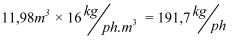 11,98m³ × 16 kg/ph.m³ = 191,7 kg/ph